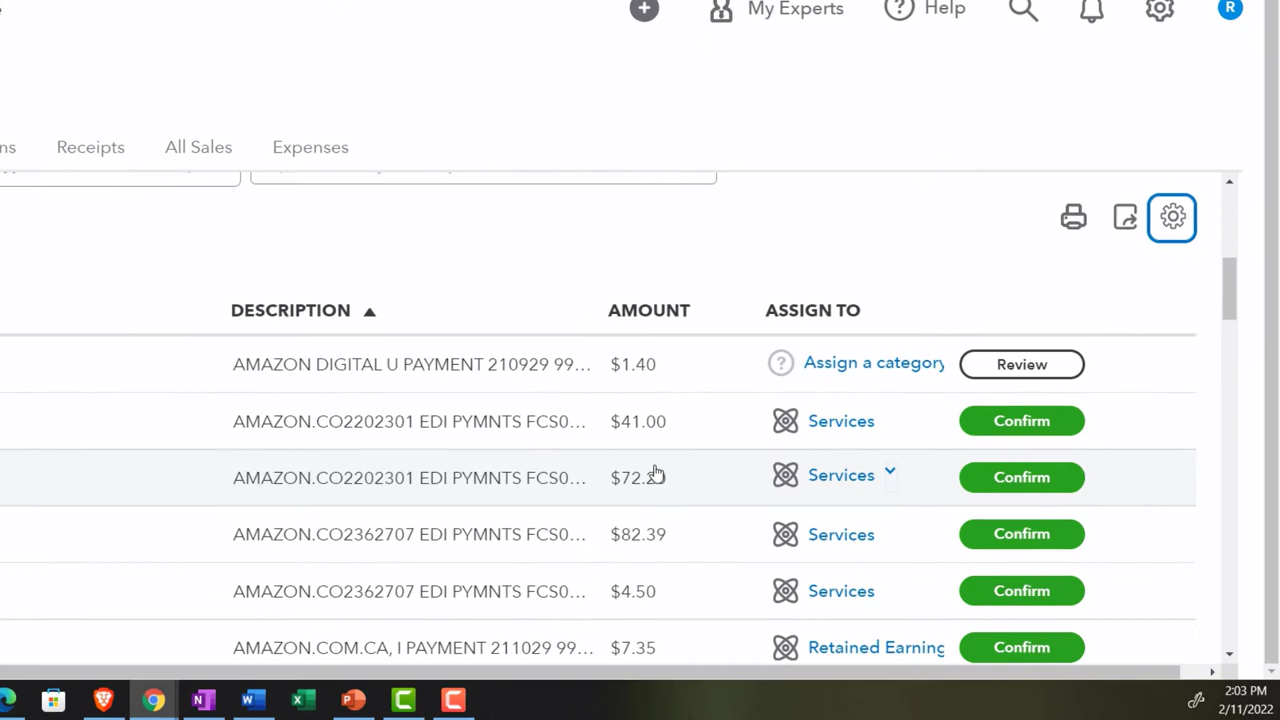 My Experts Help R
ns Receipts All Sales Expenses
DESCRIPTION ▲ AMOUNT ASSIGN TO
AMAZON DIGITAL U PAYMENT 210929 99... $1.40 Assign a category Review
AMAZON.CO2202301 EDI PYMNTS FCS0... $41.00 Services Confirm
AMAZON.CO2202301 EDI PYMNTS FCS0... Services Confirm
AMAZON.CO2362707 EDI PYMNTS FCS0... $82.39 Services Confirm
AMAZON.CO2362707 EDI PYMNTS FCS0... $4.50 Services Confirm
AMAZON.COM.CA, I PAYMENT 211029 99... $7.35 Retained Earning Confirm
2:03 PM
2/11/2022